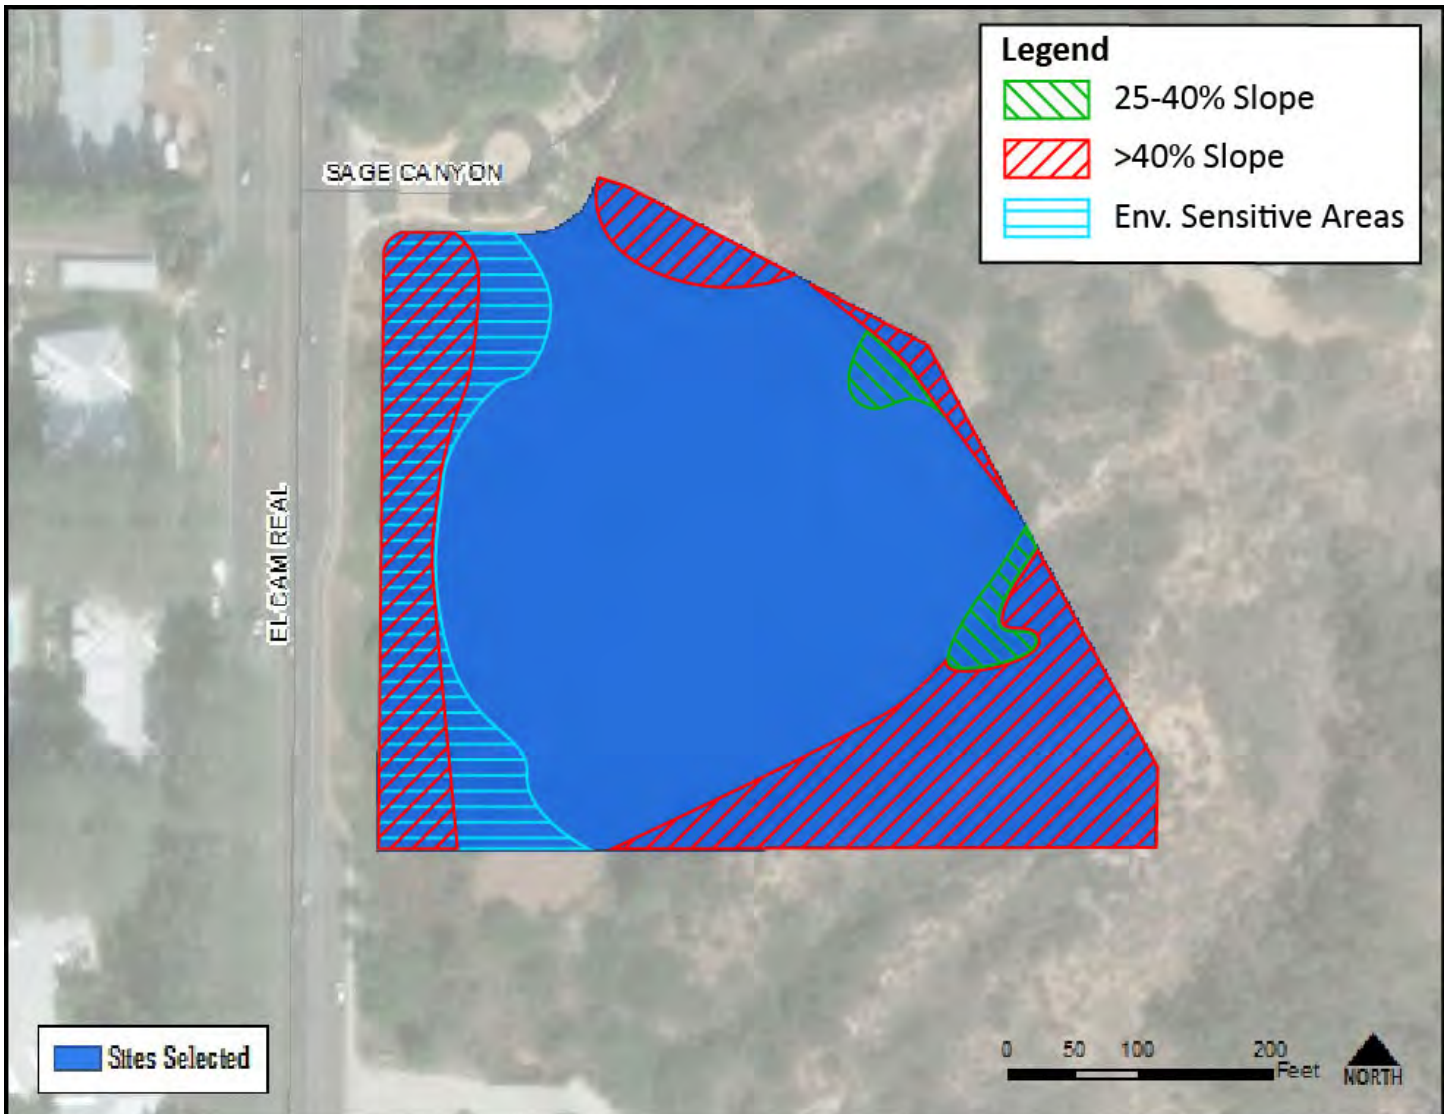 Legend
25-40% Slope
>40% Slope
Env. Sensitive Areas
SAGE CANYON
EL CAM REAL
Sites Selected
0 50 100 200
Feet
NORTH